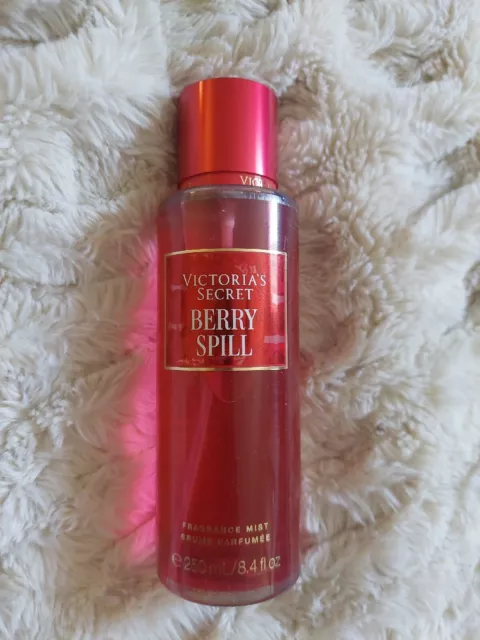 VICTORIA'S
SECRET
BERRY
SPILL
FRAGRANCE MIST
BRUME PARFUMÉE
℮ 250 mL/8.4 fl oz